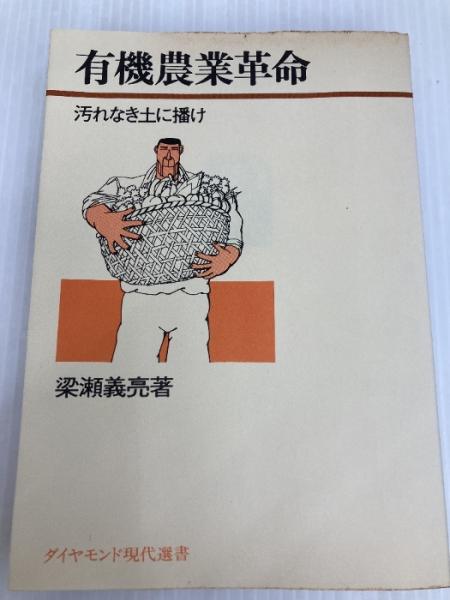 有機農業革命
汚れなき土に播け
梁瀬義亮著
ダイヤモンド現代選書